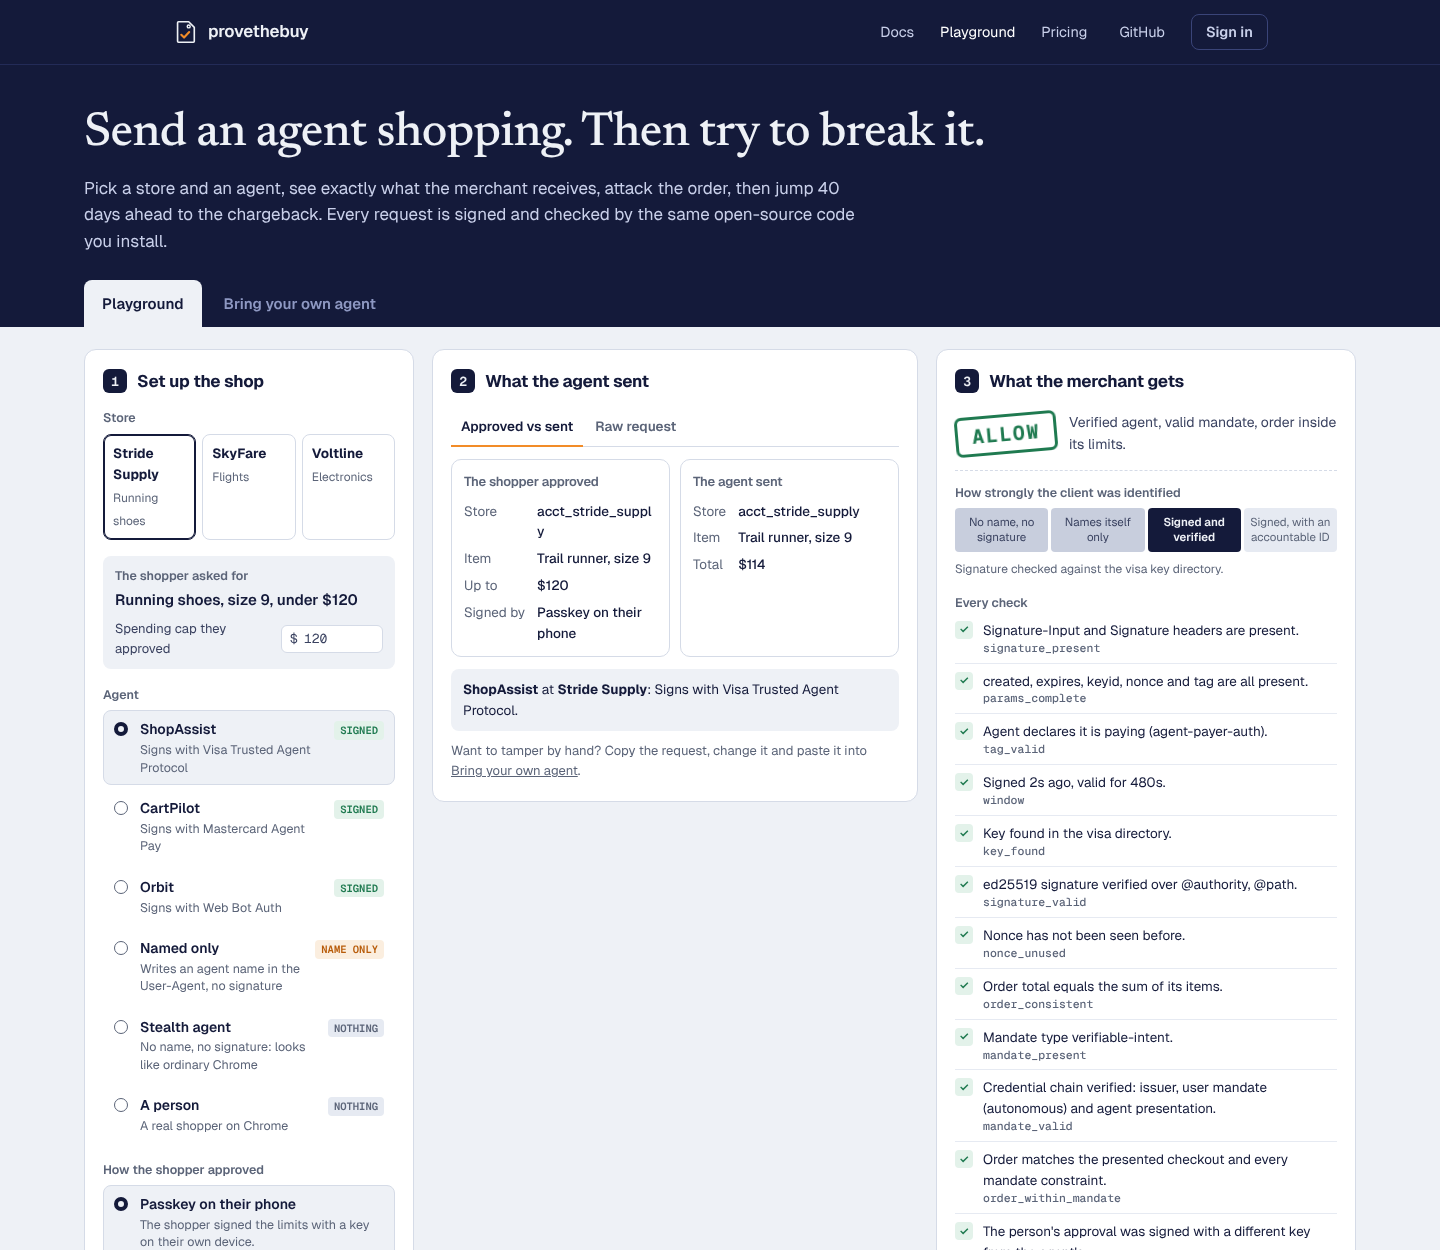 provethebuy
Docs
Playground
Pricing
GitHub
Sign in
Send an agent shopping. Then try to break it.
Pick a store and an agent, see exactly what the merchant receives, attack the order, then jump 40
days ahead to the chargeback. Every request is signed and checked by the same open-source code
you install.
Playground
Bring your own agent
1 Set up the shop
Store
Stride
Supply
Running
shoes
SkyFare
Flights
Voltline
Electronics
The shopper asked for
Running shoes, size 9, under $120
Spending cap they
approved
$ 120
Agent
ShopAssist
SIGNED
Signs with Visa Trusted Agent
Protocol
CartPilot
SIGNED
Signs with Mastercard Agent
Pay
Orbit
SIGNED
Signs with Web Bot Auth
Named only
NAME ONLY
Writes an agent name in the
User-Agent, no signature
Stealth agent
NOTHING
No name, no signature: looks
like ordinary Chrome
A person
NOTHING
A real shopper on Chrome
How the shopper approved
Passkey on their phone
The shopper signed the limits with a key
on their own device.
2 What the agent sent
Approved vs sent
Raw request
The shopper approved
Store acct_stride_suppl
y
Item Trail runner, size 9
Up to $120
Signed by Passkey on their
phone
The agent sent
Store acct_stride_supply
Item Trail runner, size 9
Total $114
ShopAssist at Stride Supply: Signs with Visa Trusted Agent
Protocol.
Want to tamper by hand? Copy the request, change it and paste it into
Bring your own agent.
3 What the merchant gets
ALLOW
Verified agent, valid mandate, order inside
its limits.
How strongly the client was identified
No name, no
signature
Names itself
only
Signed and
verified
Signed, with an
accountable ID
Signature checked against the visa key directory.
Every check
Signature-Input and Signature headers are present.
signature_present
created, expires, keyid, nonce and tag are all present.
params_complete
Agent declares it is paying (agent-payer-auth).
tag_valid
Signed 2s ago, valid for 480s.
window
Key found in the visa directory.
key_found
ed25519 signature verified over @authority, @path.
signature_valid
Nonce has not been seen before.
nonce_unused
Order total equals the sum of its items.
order_consistent
Mandate type verifiable-intent.
mandate_present
Credential chain verified: issuer, user mandate
(autonomous) and agent presentation.
mandate_valid
Order matches the presented checkout and every
mandate constraint.
order_within_mandate
The person's approval was signed with a different key